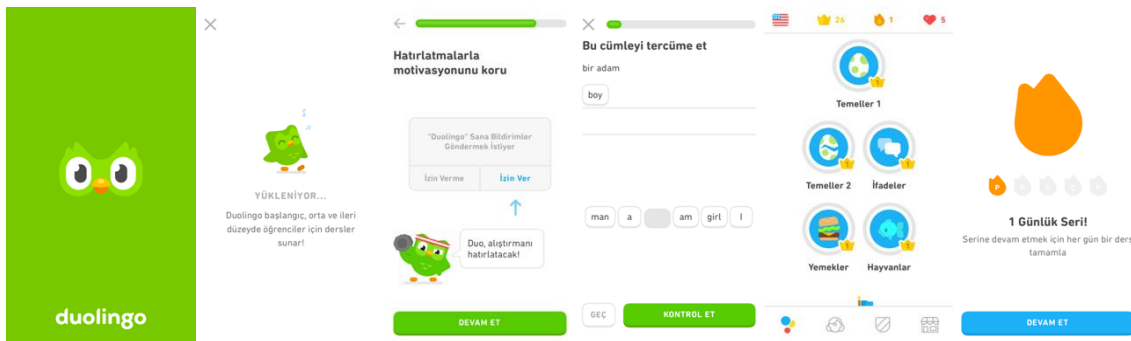 duolingo
YÜKLENİYOR...
Duolingo başlangıç, orta ve ileri
düzeyde öğrenciler için dersler
sunar!
Hatırlatmalarla
motivasyonunu koru
"Duolingo" Sana Bildirimler
Göndermek İstiyor
İzin Verme
İzin Ver
Duo, alıştırmanı
hatırlatacak!
DEVAM ET
Bu cümleyi tercüme et
bir adam
boy
man a am girl I
GEÇ
KONTROL ET
26 1 5
Temeller 1
Temeller 2 İfadeler
Yemekler Hayvanlar
P
1 Günlük Seri!
Serine devam etmek için her gün bir ders
tamamla
DEVAM ET